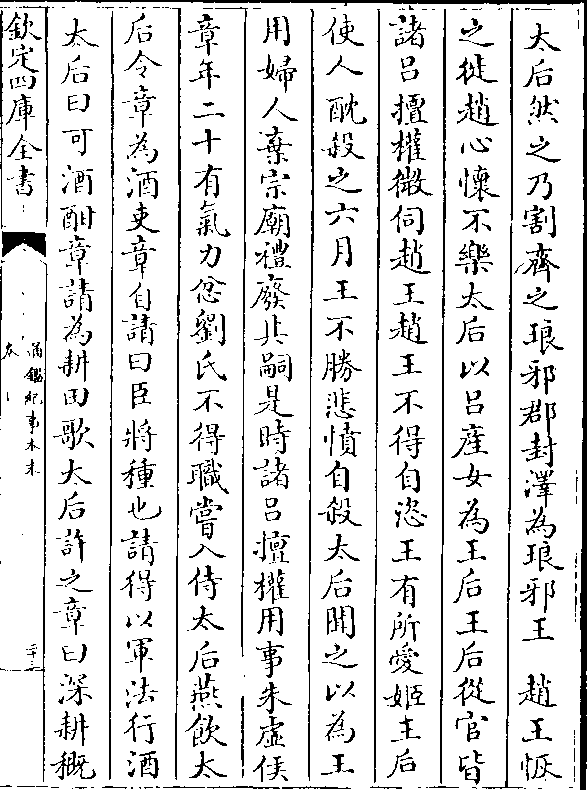 太后然之乃割齊之琅邪郡封澤為琅邪王　趙王恢
之徙趙心懷不樂太后以吕產女為王后王后從官皆
諸吕擅權微伺趙王趙王不得自恣王有所愛姬王后
使人酖殺之六月王不勝悲憤自殺太后聞之以為王
用婦人棄宗廟禮廢其嗣是時諸吕擅權用事朱虚侯
章年二十有氣力忿劉氏不得職嘗入侍太后燕飲太
后令章為酒吏章自請曰臣將種也請得以軍法行酒
太后曰可酒酣章請為耕田歌太后許之章曰深耕穊
欽定四庫全書
通鑑紀事本末
卷